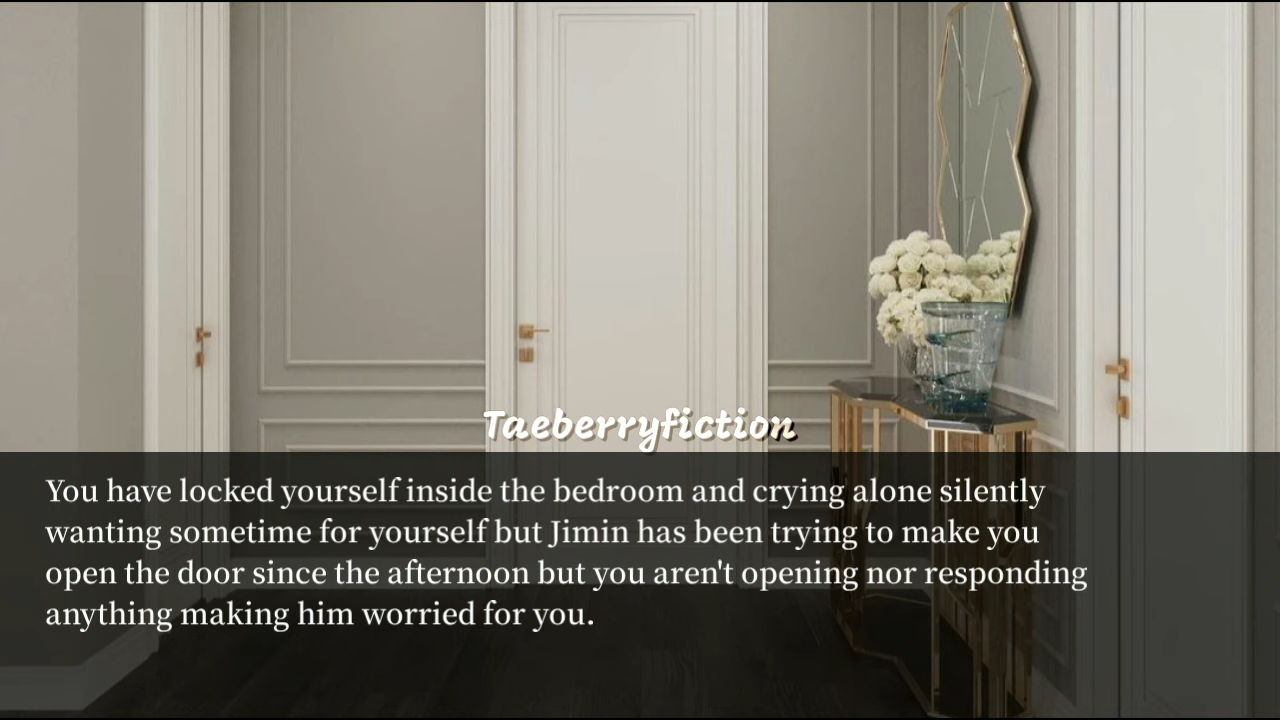 Taeberryfiction
You have locked yourself inside the bedroom and crying alone silently
wanting sometime for yourself but Jimin has been trying to make you
open the door since the afternoon but you aren't opening nor responding
anything making him worried for you.